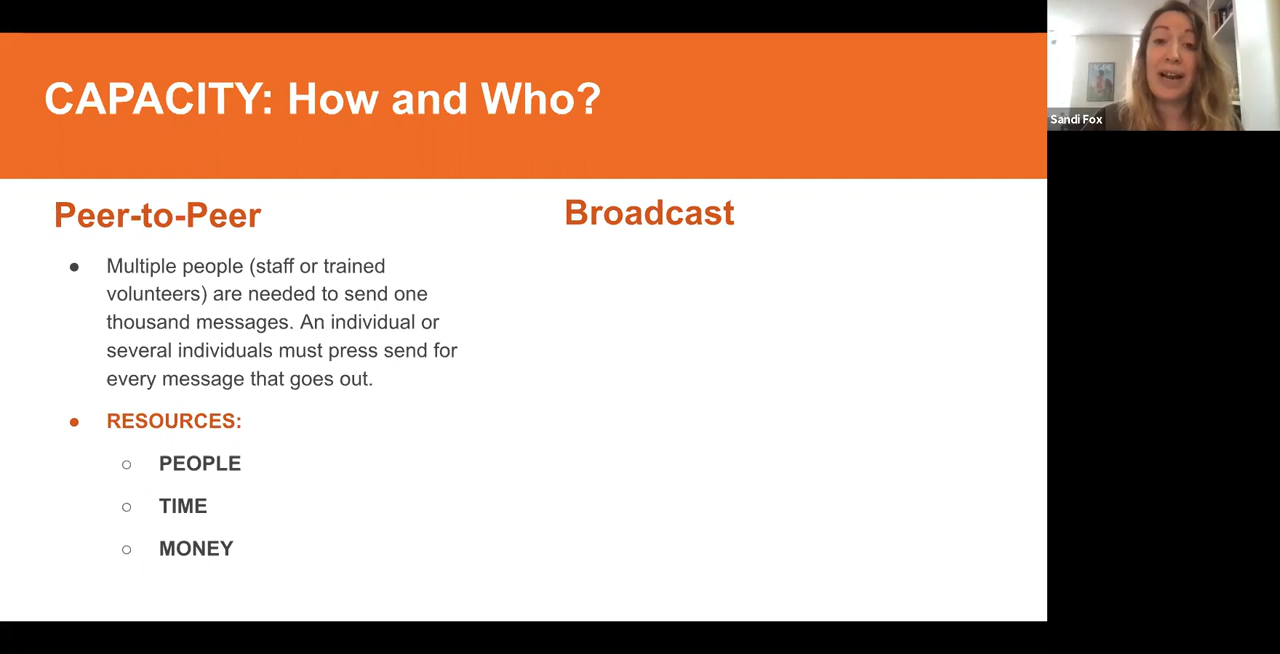 CAPACITY: How and Who?
Sandi Fox
Peer-to-Peer
● Multiple people (staff or trained
volunteers) are needed to send one
thousand messages. An individual or
several individuals must press send for
every message that goes out.
● RESOURCES:
○ PEOPLE
○ TIME
○ MONEY
Broadcast